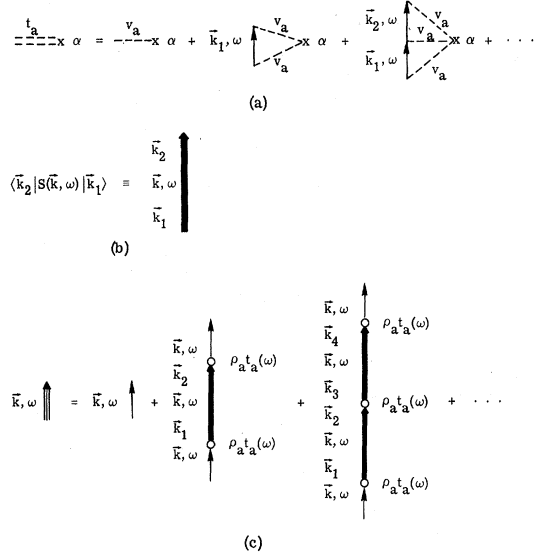 t_a x α = v_a x α + k⃗_1, ω v_a v_a x α + k⃗_2, ω k⃗_1, ω v_a v_a v_a x α + · · ·
(a)
⟨k⃗_2|S(k⃗, ω)|k⃗_1⟩ ≡ k⃗_2 k⃗, ω k⃗_1
(b)
k⃗, ω = k⃗, ω + k⃗, ω + k⃗, ω + · · ·
k⃗, ω
k⃗_2 ρ_a t_a(ω)
k⃗, ω
k⃗_1
k⃗, ω ρ_a t_a(ω)
k⃗, ω
k⃗_4 ρ_a t_a(ω)
k⃗, ω
k⃗_3
k⃗_2 ρ_a t_a(ω)
k⃗, ω
k⃗_1
k⃗, ω ρ_a t_a(ω)
(c)